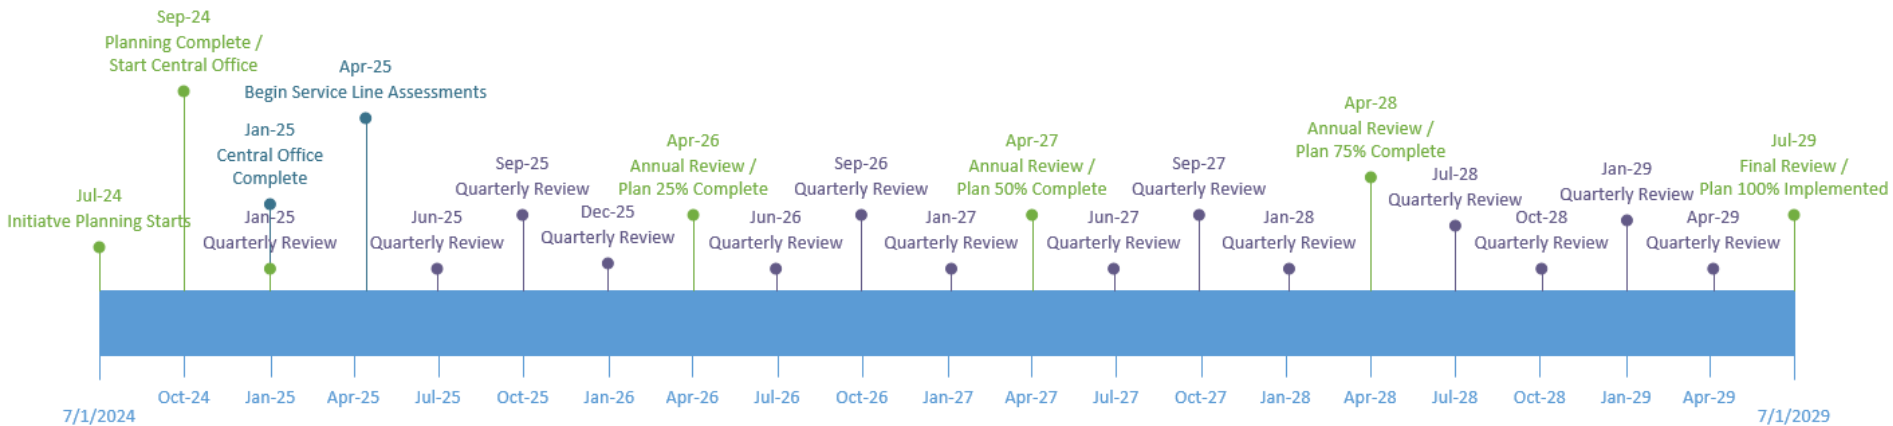 Jul-24
Initiatve Planning Starts
Sep-24
Planning Complete /
Start Central Office
Jan-25
Central Office
Complete
Jan-25
Quarterly Review
Apr-25
Begin Service Line Assessments
Jun-25
Quarterly Review
Sep-25
Quarterly Review
Dec-25
Quarterly Review
Apr-26
Annual Review /
Plan 25% Complete
Jun-26
Quarterly Review
Sep-26
Quarterly Review
Jan-27
Quarterly Review
Apr-27
Annual Review /
Plan 50% Complete
Jun-27
Quarterly Review
Sep-27
Quarterly Review
Jan-28
Quarterly Review
Apr-28
Annual Review /
Plan 75% Complete
Jul-28
Quarterly Review
Oct-28
Quarterly Review
Jan-29
Quarterly Review
Apr-29
Quarterly Review
Jul-29
Final Review /
Plan 100% Implemented
7/1/2024
Oct-24
Jan-25
Apr-25
Jul-25
Oct-25
Jan-26
Apr-26
Jul-26
Oct-26
Jan-27
Apr-27
Jul-27
Oct-27
Jan-28
Apr-28
Jul-28
Oct-28
Jan-29
Apr-29
7/1/2029